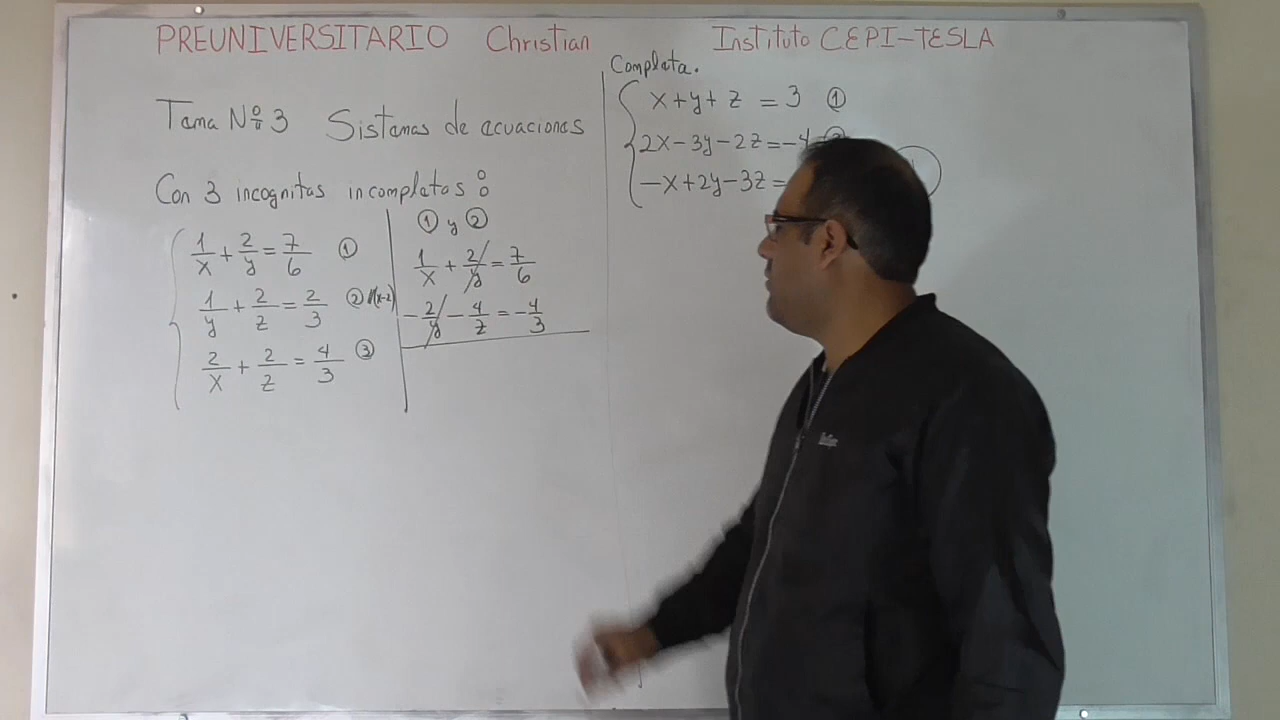 PREUNIVERSITARIO Christian Instituto CEPI-TESLA
Tema Nº 3 Sistemas de ecuaciones
Con 3 incognitas incompletas:
1/x + 2/y = 7/6 ①
1/y + 2/z = 2/3 ② //(x-2)
2/x + 2/z = 4/3 ③
① y ②
1/x + 2/y = 7/6
-2/y - 4/z = -4/3
Completa.
x+y+z = 3 ①
2x-3y-2z=-4
-x+2y-3z=